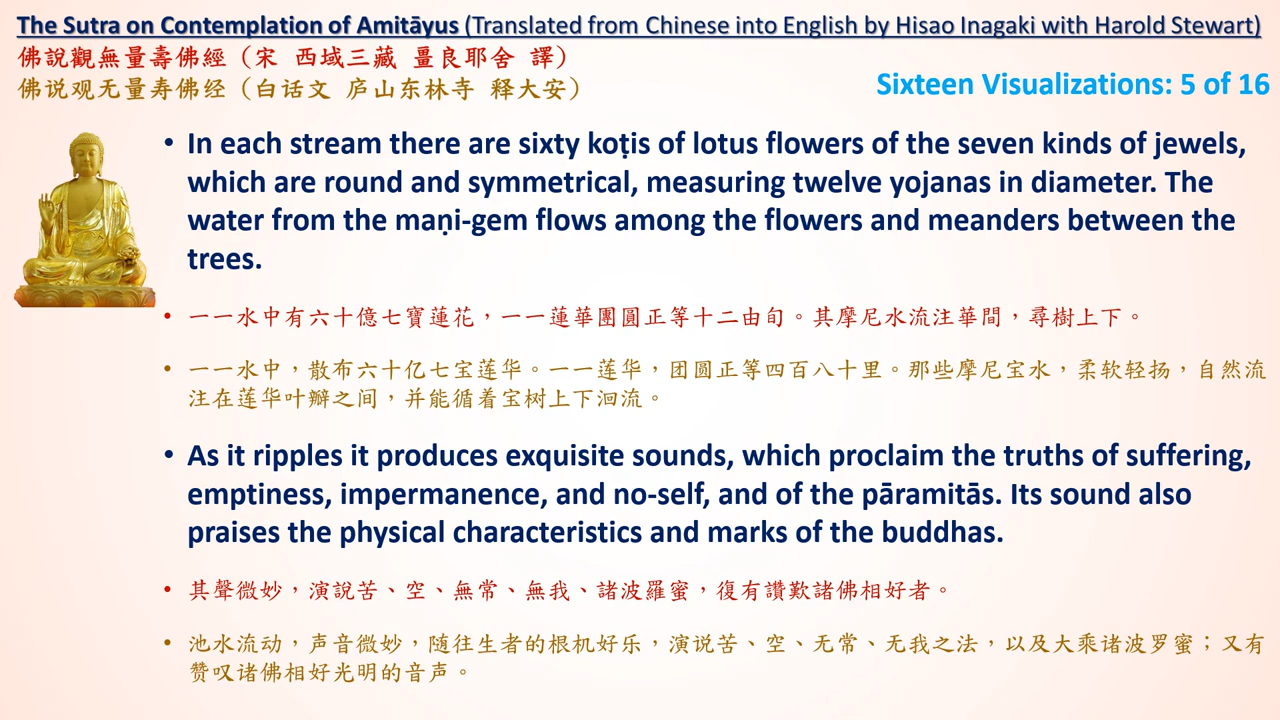 The Sutra on Contemplation of Amitāyus (Translated from Chinese into English by Hisao Inagaki with Harold Stewart)
佛說觀無量壽佛經（宋 西域三藏 畺良耶舍 譯）
佛说观无量寿佛经（白话文 庐山东林寺 释大安）
Sixteen Visualizations: 5 of 16
• In each stream there are sixty koṭis of lotus flowers of the seven kinds of jewels,
which are round and symmetrical, measuring twelve yojanas in diameter. The
water from the maṇi-gem flows among the flowers and meanders between the
trees.
• 一一水中有六十億七寶蓮花，一一蓮華團圓正等十二由旬。其摩尼水流注華間，尋樹上下。
• 一一水中，散布六十亿七宝莲华。一一莲华，团圆正等四百八十里。那些摩尼宝水，柔软轻扬，自然流
注在莲华叶瓣之间，并能循着宝树上下洄流。
• As it ripples it produces exquisite sounds, which proclaim the truths of suffering,
emptiness, impermanence, and no-self, and of the pāramitās. Its sound also
praises the physical characteristics and marks of the buddhas.
• 其聲微妙，演說苦、空、無常、無我、諸波羅蜜，復有讚歎諸佛相好者。
• 池水流动，声音微妙，随往生者的根机好乐，演说苦、空、无常、无我之法，以及大乘诸波罗蜜；又有
赞叹诸佛相好光明的音声。